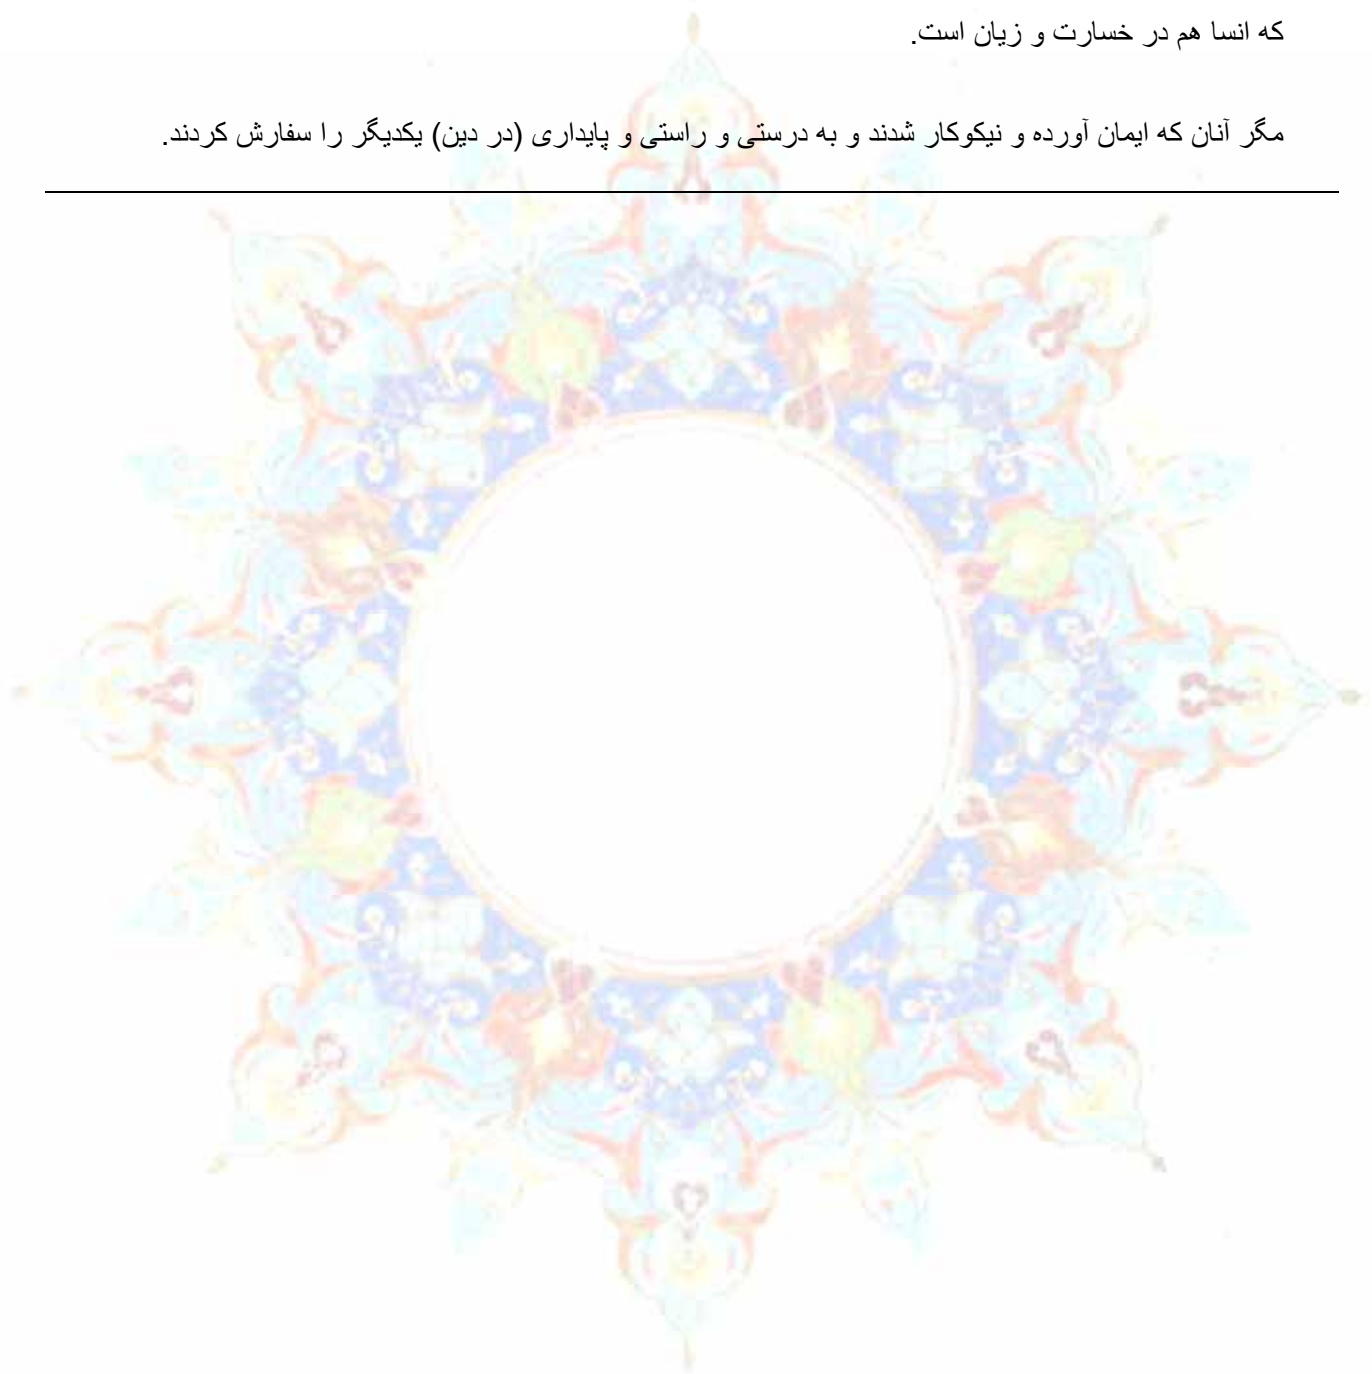 که انسا هم در خسارت و زیان است.
مگر آنان که ایمان آورده و نیکوکار شدند و به درستی و راستی و پایداری (در دین) یکدیگر را سفارش کردند.